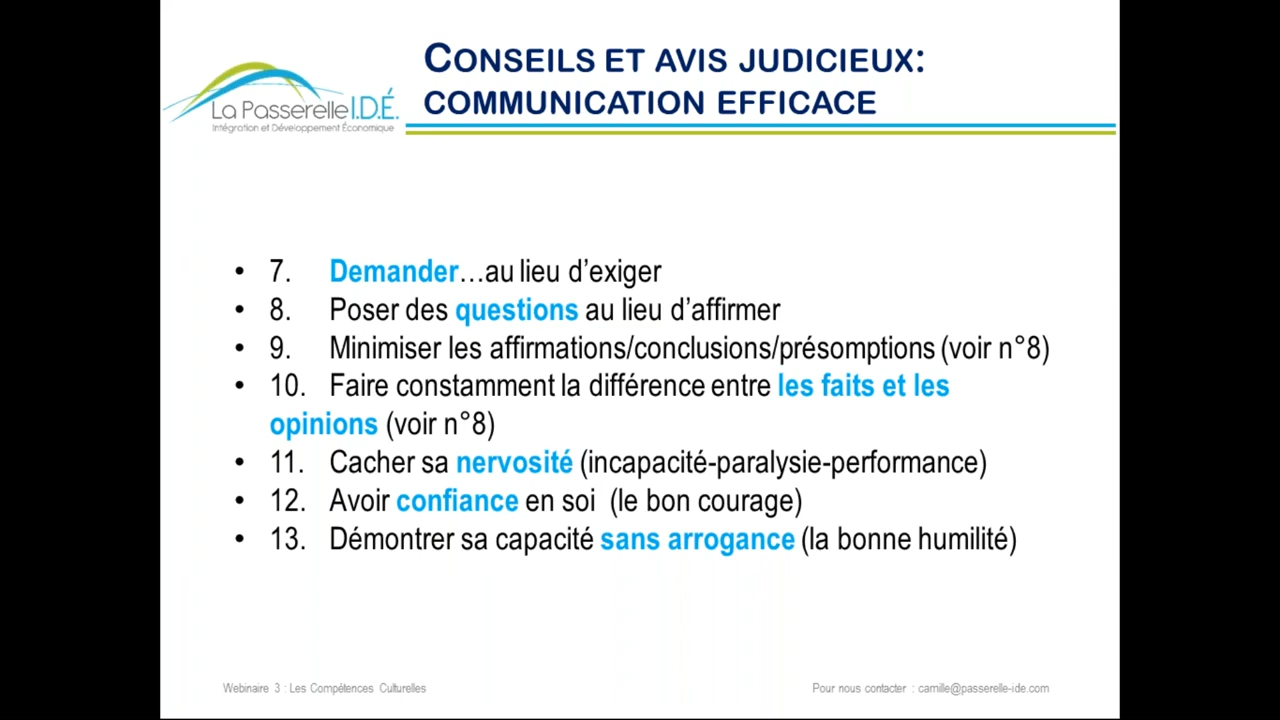 CONSEILS ET AVIS JUDICIEUX:
COMMUNICATION EFFICACE
La Passerelle I.D.É.
Intégration et Développement Économique
• 7. Demander…au lieu d’exiger
• 8. Poser des questions au lieu d’affirmer
• 9. Minimiser les affirmations/conclusions/présomptions (voir n°8)
• 10. Faire constamment la différence entre les faits et les
opinions (voir n°8)
• 11. Cacher sa nervosité (incapacité-paralysie-performance)
• 12. Avoir confiance en soi (le bon courage)
• 13. Démontrer sa capacité sans arrogance (la bonne humilité)
Webinaire 3 : Les Compétences Culturelles
Pour nous contacter : camille@passerelle-ide.com